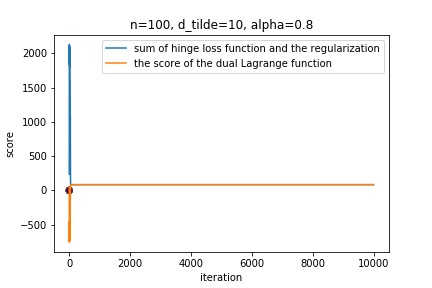 n=100, d_tilde=10, alpha=0.8
sum of hinge loss function and the regularization
the score of the dual Lagrange function
2000
1500
1000
500
0
−500
score
0
2000
4000
6000
8000
10000
iteration